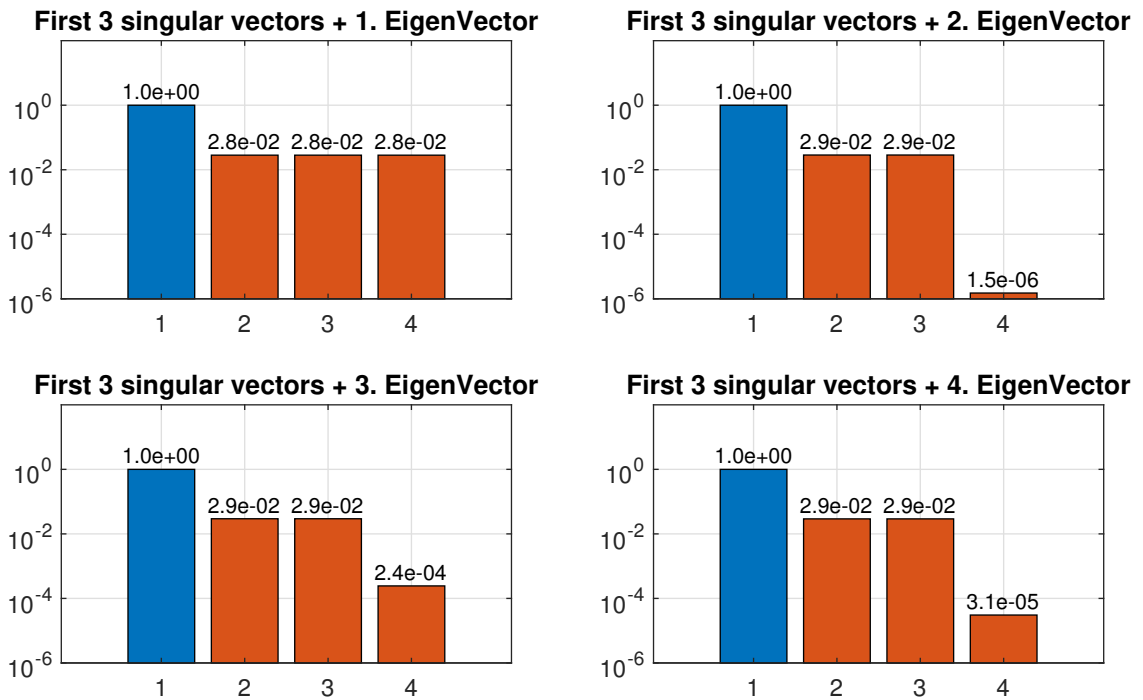 First 3 singular vectors + 1. EigenVector
1.0e+00
2.8e-02 2.8e-02 2.8e-02
10^0
10^-2
10^-4
10^-6
1 2 3 4
First 3 singular vectors + 2. EigenVector
1.0e+00
2.9e-02 2.9e-02
1.5e-06
10^0
10^-2
10^-4
10^-6
1 2 3 4
First 3 singular vectors + 3. EigenVector
1.0e+00
2.9e-02 2.9e-02
2.4e-04
10^0
10^-2
10^-4
10^-6
1 2 3 4
First 3 singular vectors + 4. EigenVector
1.0e+00
2.9e-02 2.9e-02
3.1e-05
10^0
10^-2
10^-4
10^-6
1 2 3 4